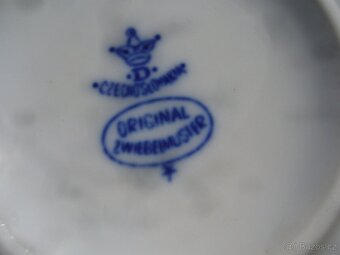 ·D·
·CZECHOSLOVAKIA·
ORIGINAL
ZWIEBELMUSTER